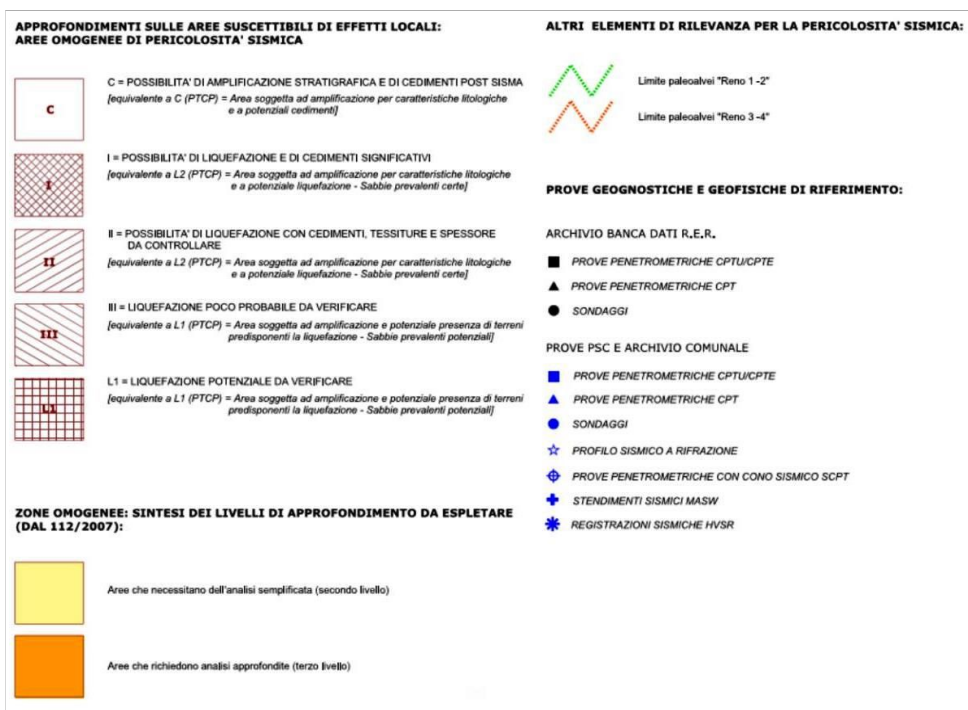 APPROFONDIMENTI SULLE AREE SUSCETTIBILI DI EFFETTI LOCALI:
AREE OMOGENEE DI PERICOLOSITA' SISMICA
C
C = POSSIBILITA' DI AMPLIFICAZIONE STRATIGRAFICA E DI CEDIMENTI POST SISMA
[equivalente a C (PTCP) = Area soggetta ad amplificazione per caratteristiche litologiche
e a potenziali cedimenti]
I
I = POSSIBILITA' DI LIQUEFAZIONE E DI CEDIMENTI SIGNIFICATIVI
[equivalente a L2 (PTCP) = Area soggetta ad amplificazione per caratteristiche litologiche
e a potenziale liquefazione - Sabbie prevalenti certe]
II
II = POSSIBILITA' DI LIQUEFAZIONE CON CEDIMENTI, TESSITURE E SPESSORE
DA CONTROLLARE
[equivalente a L2 (PTCP) = Area soggetta ad amplificazione per caratteristiche litologiche
e a potenziale liquefazione - Sabbie prevalenti certe]
III
III = LIQUEFAZIONE POCO PROBABILE DA VERIFICARE
[equivalente a L1 (PTCP) = Area soggetta ad amplificazione e potenziale presenza di terreni
predisponenti la liquefazione - Sabbie prevalenti potenziali]
L1
L1 = LIQUEFAZIONE POTENZIALE DA VERIFICARE
[equivalente a L1 (PTCP) = Area soggetta ad amplificazione e potenziale presenza di terreni
predisponenti la liquefazione - Sabbie prevalenti potenziali]
ZONE OMOGENEE: SINTESI DEI LIVELLI DI APPROFONDIMENTO DA ESPLETARE
(DAL 112/2007):
Aree che necessitano dell'analisi semplificata (secondo livello)
Aree che richiedono analisi approfondite (terzo livello)
ALTRI ELEMENTI DI RILEVANZA PER LA PERICOLOSITA' SISMICA:
Limite paleoalvei "Reno 1 -2"
Limite paleoalvei "Reno 3 -4"
PROVE GEOGNOSTICHE E GEOFISICHE DI RIFERIMENTO:
ARCHIVIO BANCA DATI R.E.R.
PROVE PENETROMETRICHE CPTU/CPTE
PROVE PENETROMETRICHE CPT
SONDAGGI
PROVE PSC E ARCHIVIO COMUNALE
PROVE PENETROMETRICHE CPTU/CPTE
PROVE PENETROMETRICHE CPT
SONDAGGI
PROFILO SISMICO A RIFRAZIONE
PROVE PENETROMETRICHE CON CONO SISMICO SCPT
STENDIMENTI SISMICI MASW
REGISTRAZIONI SISMICHE HVSR